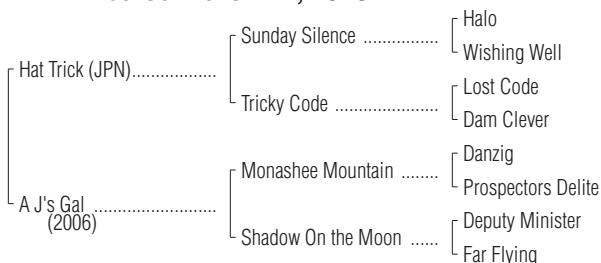 Halo
Sunday Silence ................
Wishing Well
Hat Trick (JPN)..................
Lost Code
Tricky Code ......................
Dam Clever
Danzig
Monashee Mountain ........
Prospectors Delite
A J's Gal ..........................
(2006)
Deputy Minister
Shadow On the Moon ......
Far Flying